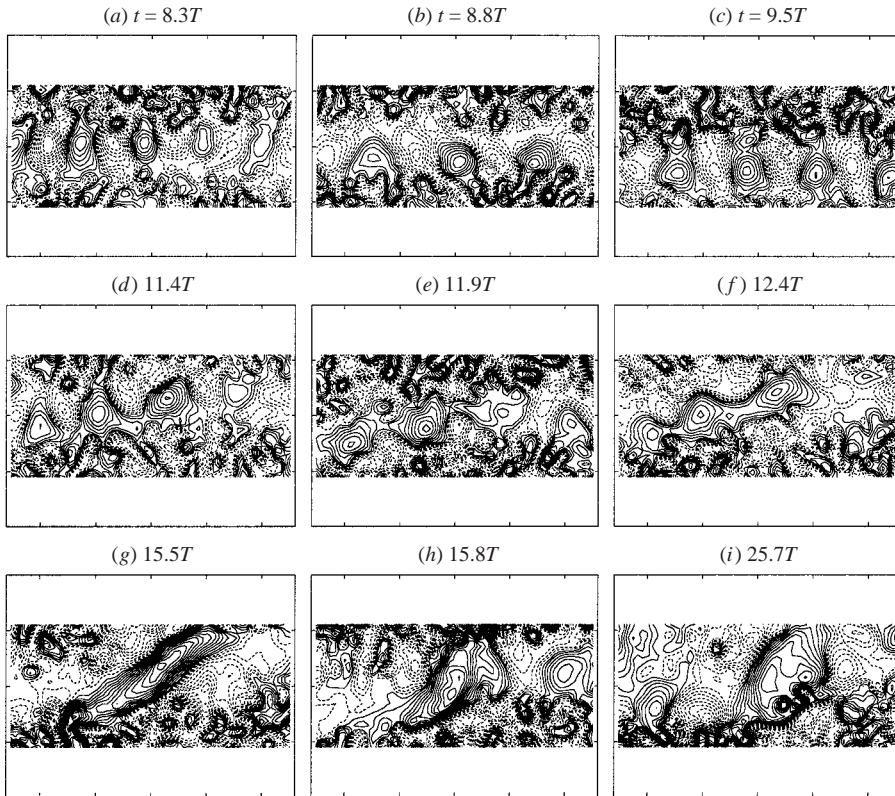 (a) t = 8.3T
(b) t = 8.8T
(c) t = 9.5T
(d) 11.4T
(e) 11.9T
(f) 12.4T
(g) 15.5T
(h) 15.8T
(i) 25.7T